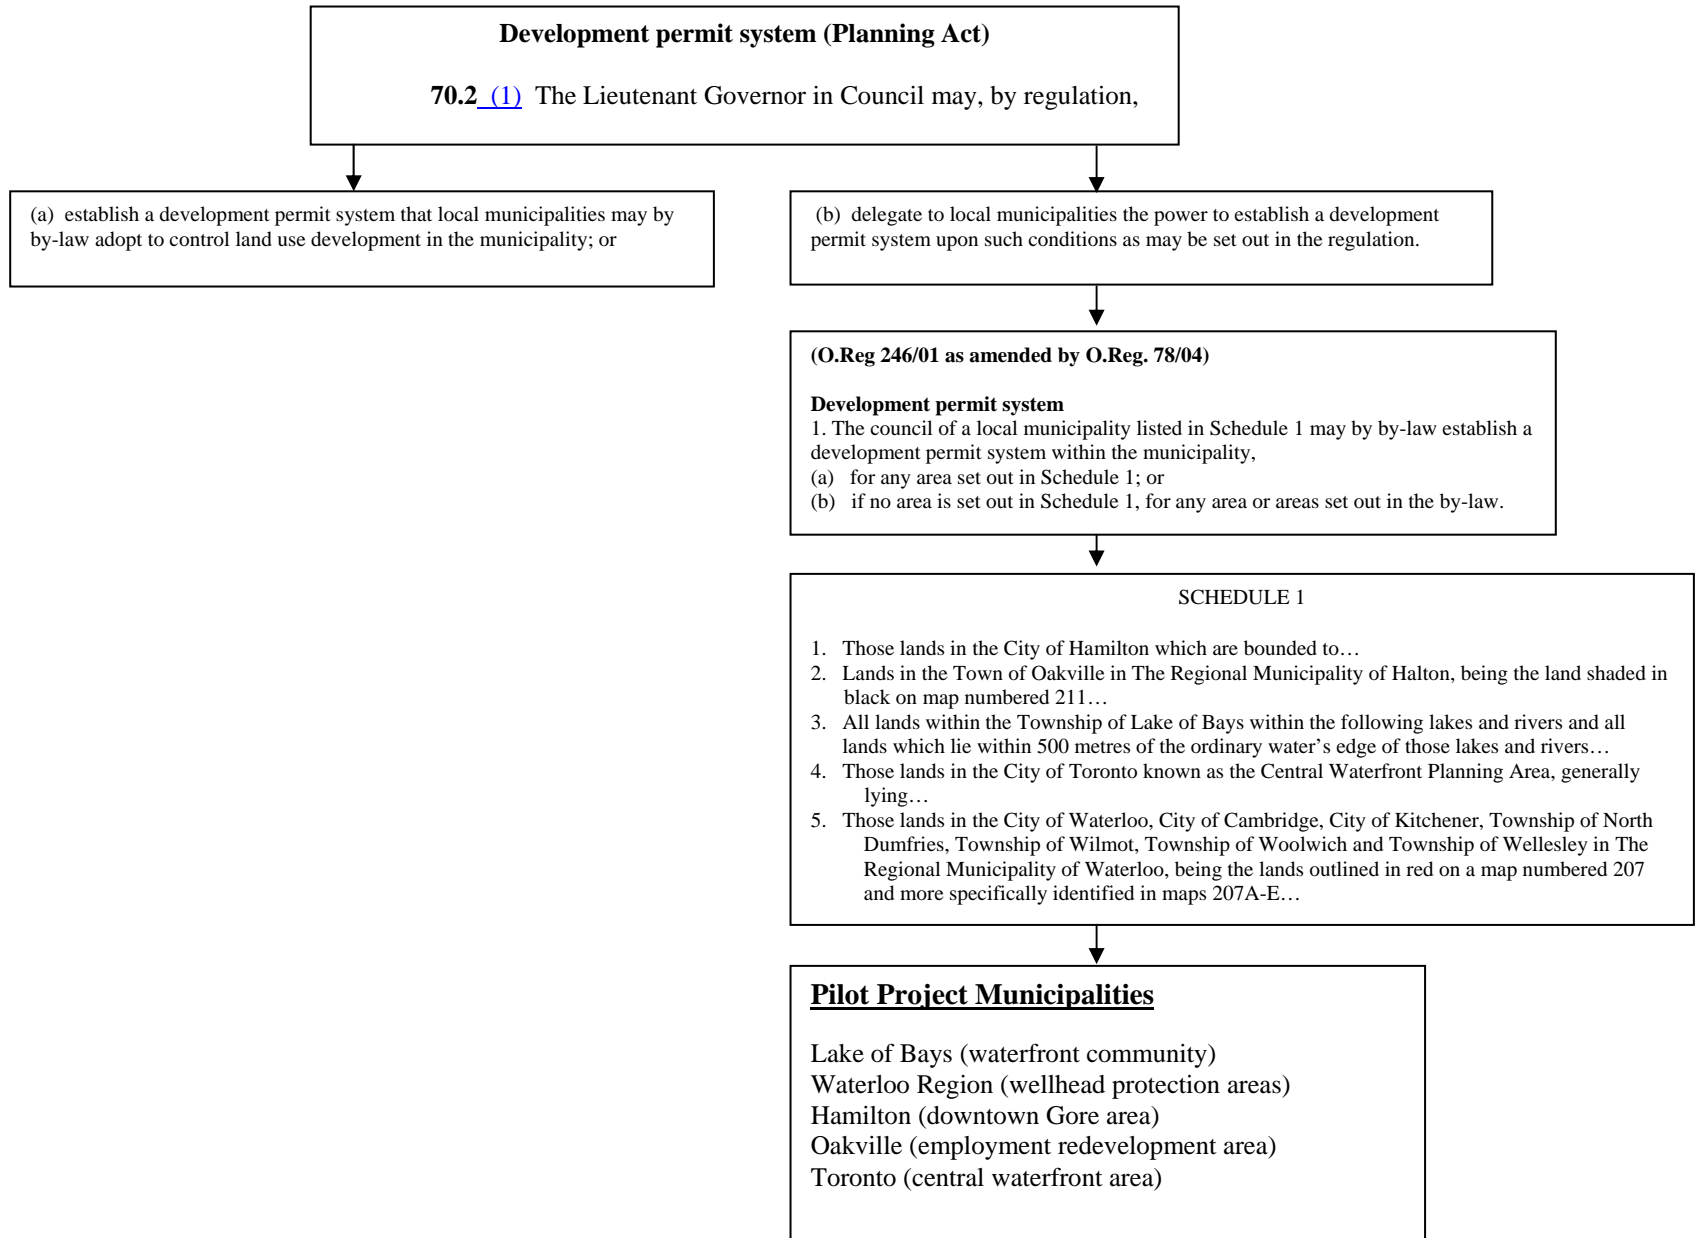 Development permit system (Planning Act)
70.2 (1) The Lieutenant Governor in Council may, by regulation,
(a) establish a development permit system that local municipalities may by
by-law adopt to control land use development in the municipality; or
(b) delegate to local municipalities the power to establish a development
permit system upon such conditions as may be set out in the regulation.
(O.Reg 246/01 as amended by O.Reg. 78/04)
Development permit system
1. The council of a local municipality listed in Schedule 1 may by by-law establish a
development permit system within the municipality,
(a) for any area set out in Schedule 1; or
(b) if no area is set out in Schedule 1, for any area or areas set out in the by-law.
SCHEDULE 1
1. Those lands in the City of Hamilton which are bounded to…
2. Lands in the Town of Oakville in The Regional Municipality of Halton, being the land shaded in
black on map numbered 211…
3. All lands within the Township of Lake of Bays within the following lakes and rivers and all
lands which lie within 500 metres of the ordinary water’s edge of those lakes and rivers…
4. Those lands in the City of Toronto known as the Central Waterfront Planning Area, generally
lying…
5. Those lands in the City of Waterloo, City of Cambridge, City of Kitchener, Township of North
Dumfries, Township of Wilmot, Township of Woolwich and Township of Wellesley in The
Regional Municipality of Waterloo, being the lands outlined in red on a map numbered 207
and more specifically identified in maps 207A-E…
Pilot Project Municipalities
Lake of Bays (waterfront community)
Waterloo Region (wellhead protection areas)
Hamilton (downtown Gore area)
Oakville (employment redevelopment area)
Toronto (central waterfront area)